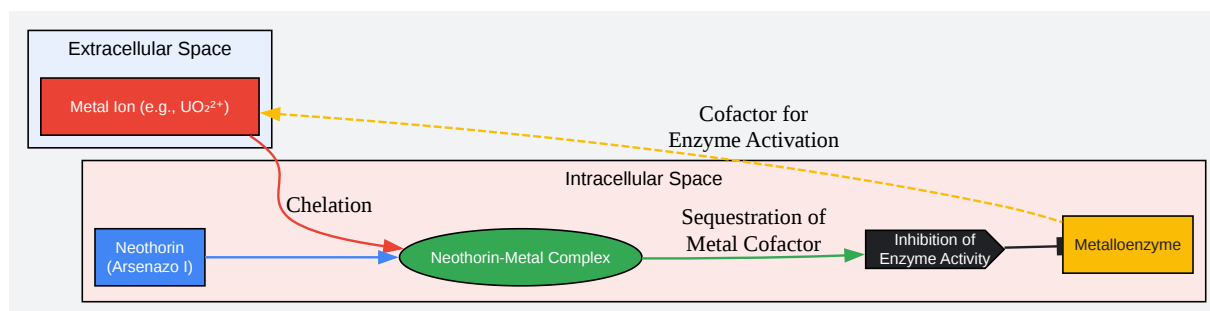 Extracellular Space
Metal Ion (e.g., UO₂²⁺)
Cofactor for
Enzyme Activation
Intracellular Space
Chelation
Sequestration of
Metal Cofactor
Neothorin
(Arsenazo I)
Neothorin-Metal Complex
Inhibition of
Enzyme Activity
Metalloenzyme